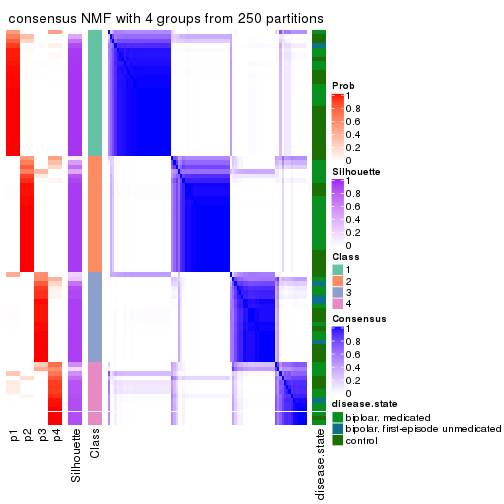 consensus NMF with 4 groups from 250 partitions
Prob
1
0.8
0.6
0.4
0.2
0
Silhouette
1
0.8
0.6
0.4
0.2
0
Class
1
2
3
4
Consensus
1
0.8
0.6
0.4
0.2
0
disease.state
biploar, medicated
bipolar, first-episode unmedicated
control
p1
p2
p3
p4
Silhouette
Class
disease.state